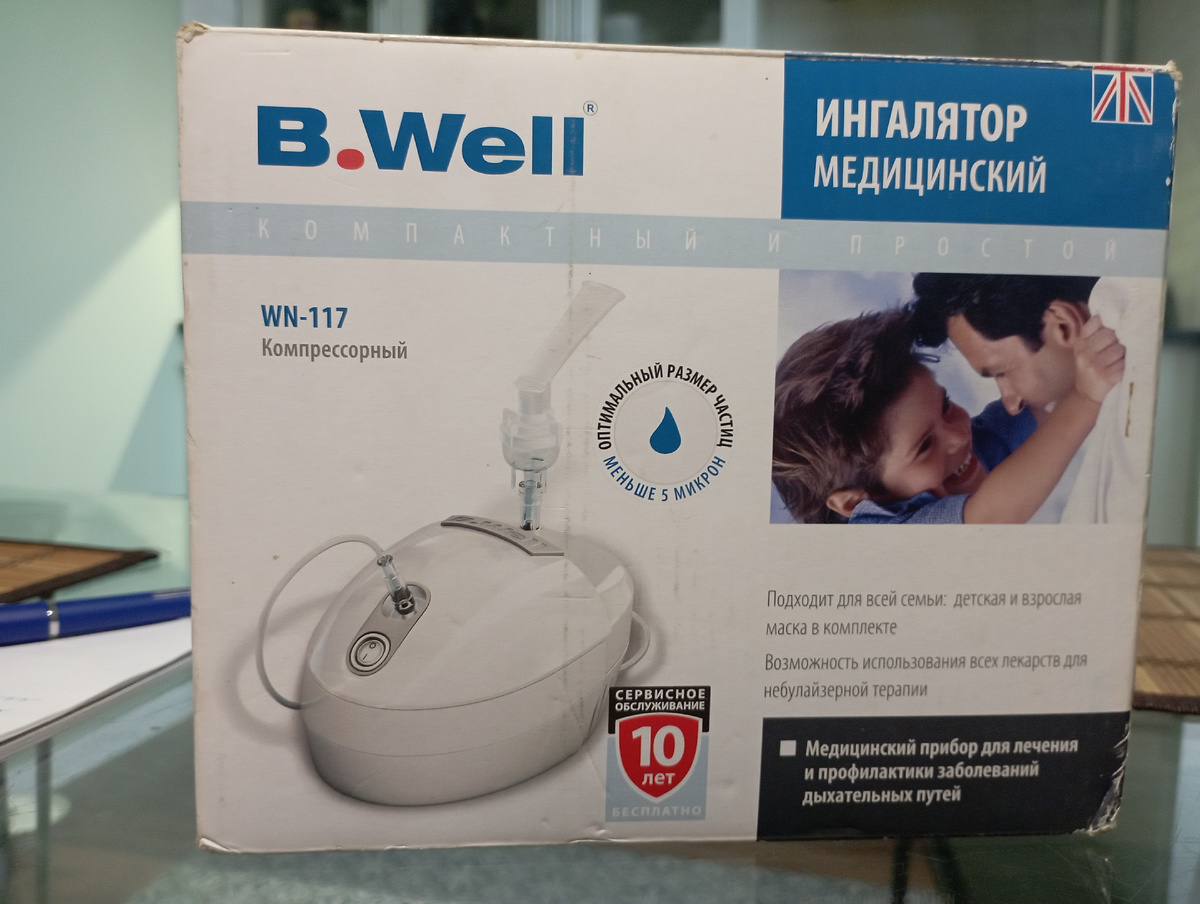 B.Well®
ИНГАЛЯТОР
МЕДИЦИНСКИЙ
КОМПАКТНЫЙ И ПРОСТОЙ
WN-117
Компрессорный
ОПТИМАЛЬНЫЙ РАЗМЕР ЧАСТИЦ
МЕНЬШЕ 5 МИКРОН
Подходит для всей семьи: детская и взрослая
маска в комплекте
Возможность использования всех лекарств для
небулайзерной терапии
СЕРВИСНОЕ
ОБСЛУЖИВАНИЕ
10
лет
БЕСПЛАТНО
Медицинский прибор для лечения
и профилактики заболеваний
дыхательных путей